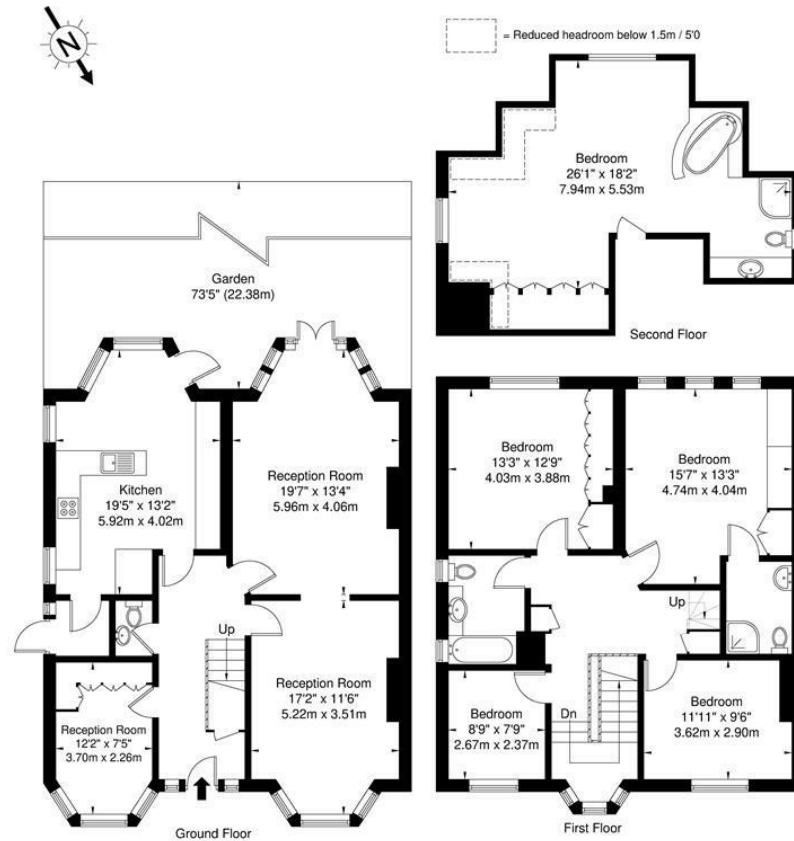 N
= Reduced headroom below 1.5m / 5'0
Bedroom
26'1" x 18'2"
7.94m x 5.53m
Second Floor
Garden
73'5" (22.38m)
Kitchen
19'5" x 13'2"
5.92m x 4.02m
Reception Room
19'7" x 13'4"
5.96m x 4.06m
Up
Reception Room
17'2" x 11'6"
5.22m x 3.51m
Reception Room
12'2" x 7'5"
3.70m x 2.26m
Ground Floor
Bedroom
13'3" x 12'9"
4.03m x 3.88m
Bedroom
15'7" x 13'3"
4.74m x 4.04m
Up
Dn
Bedroom
8'9" x 7'9"
2.67m x 2.37m
Bedroom
11'11" x 9'6"
3.62m x 2.90m
First Floor